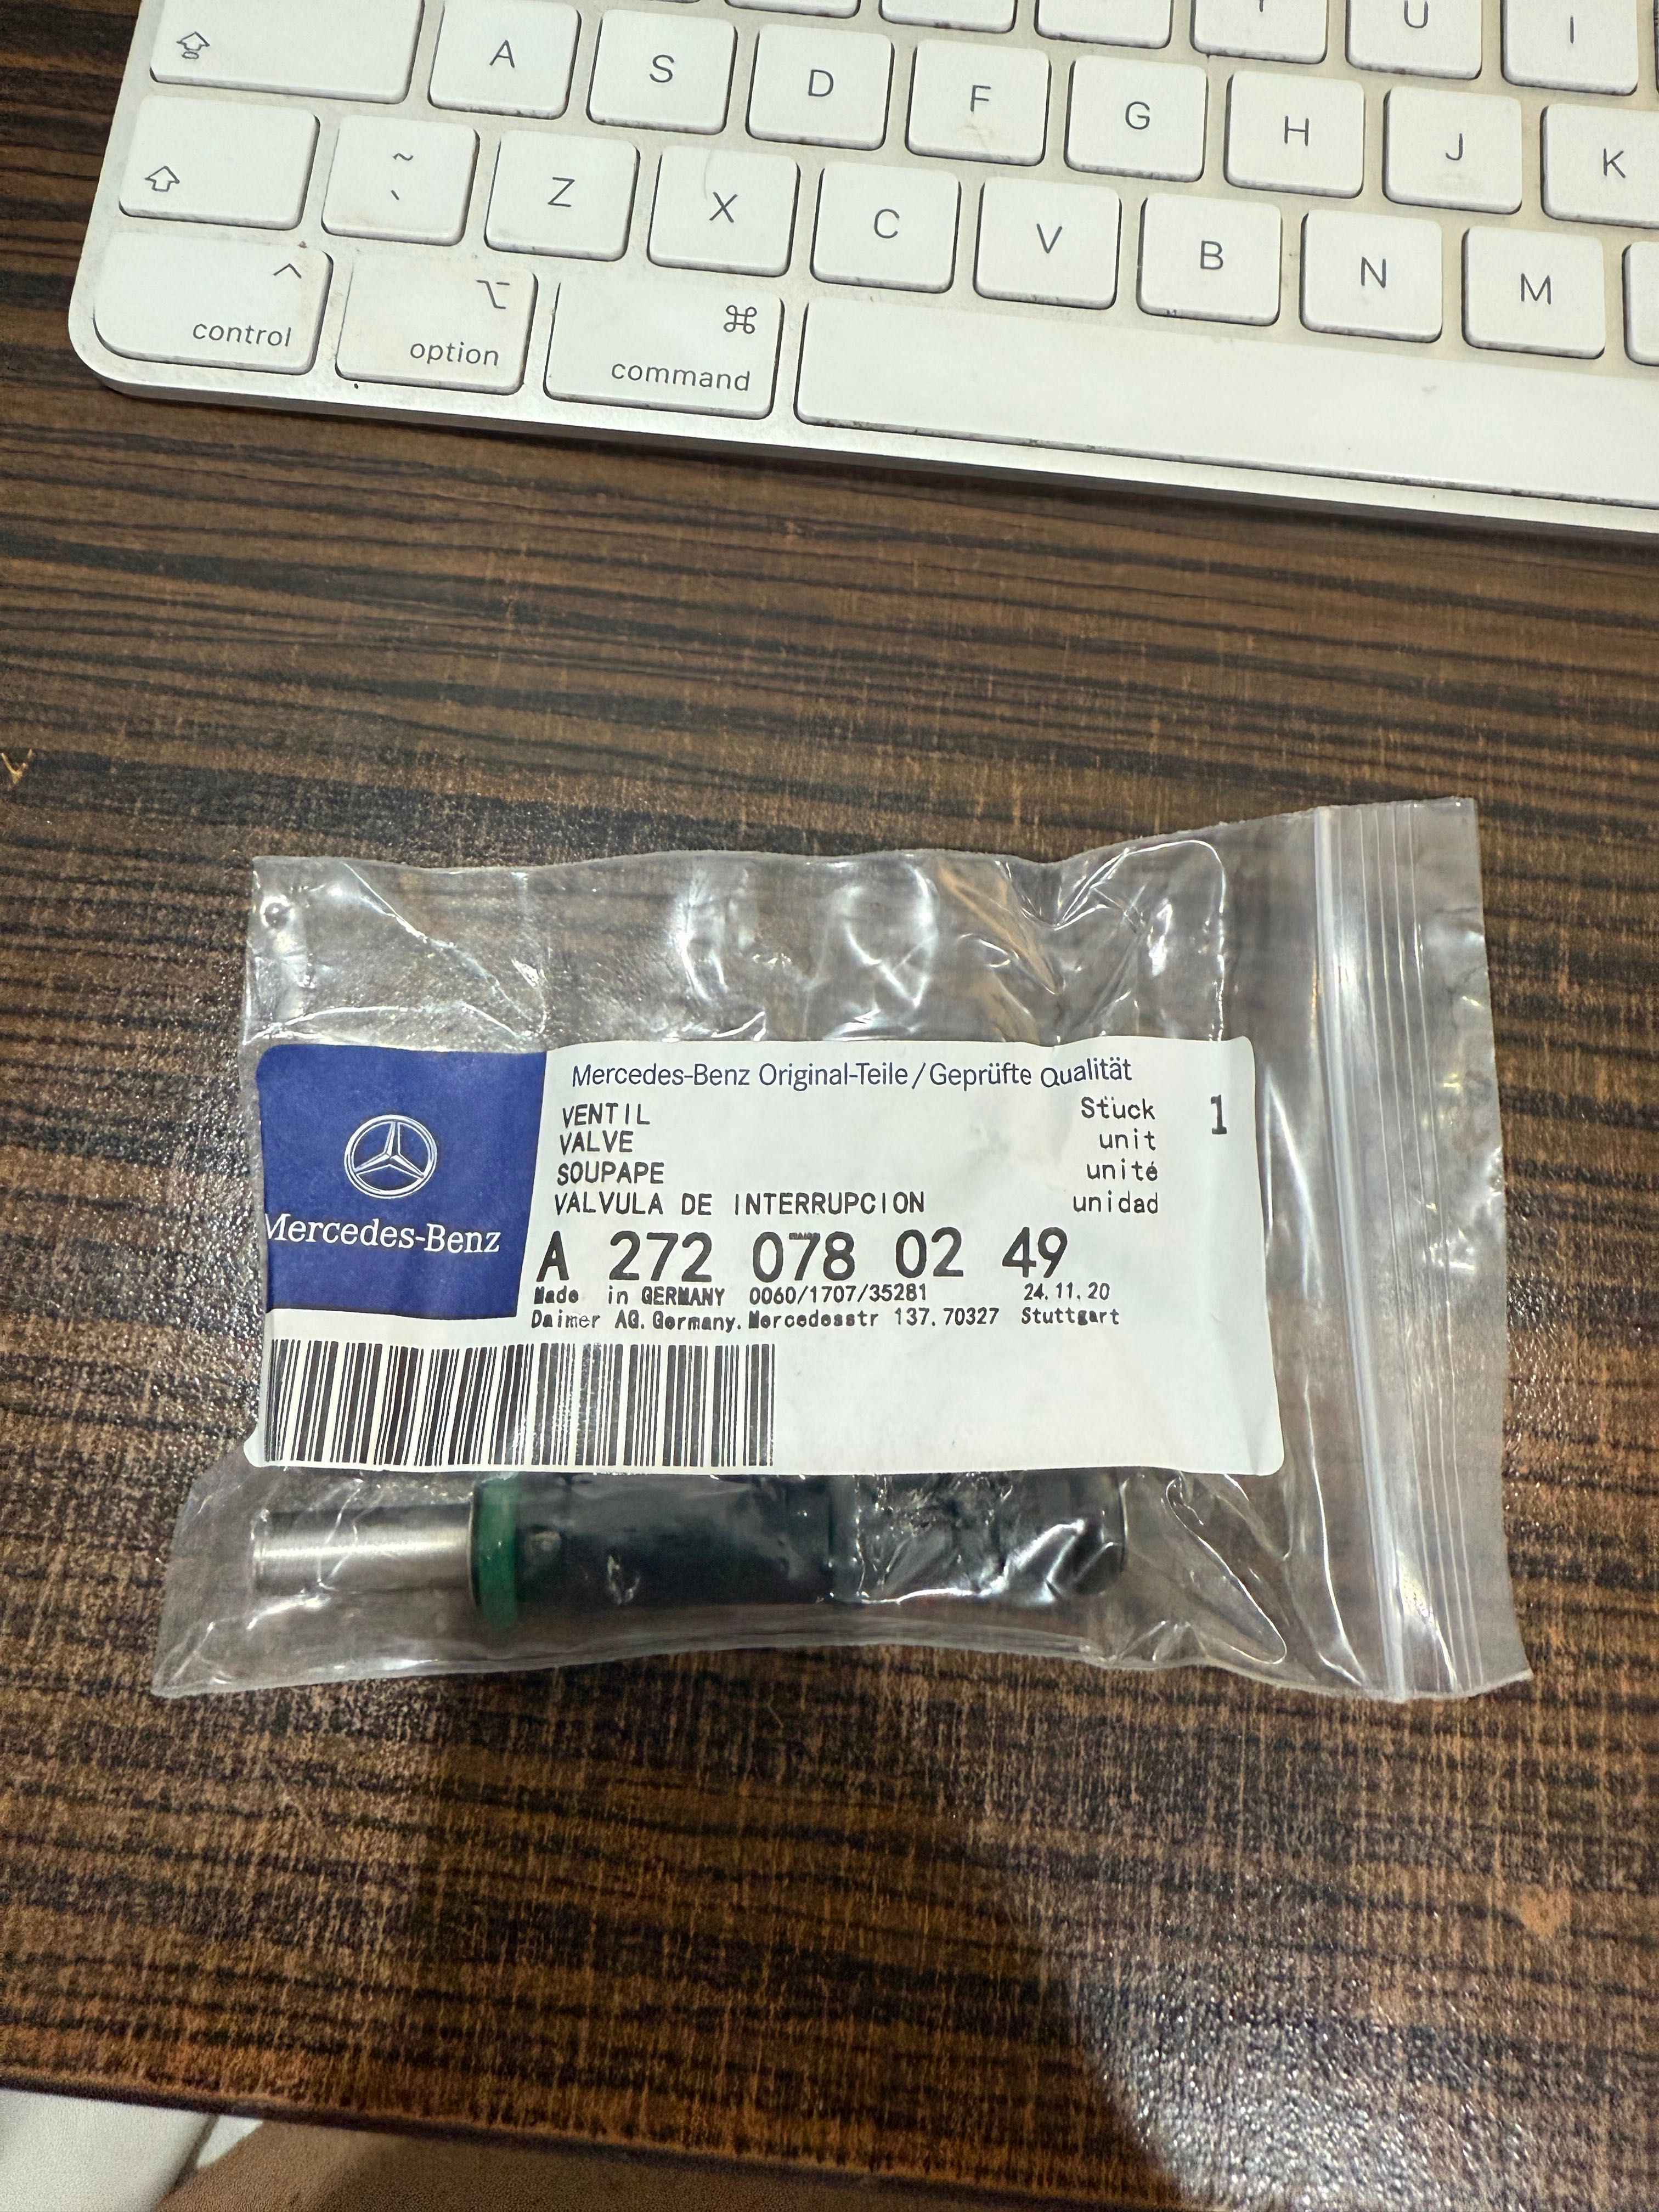 U I
A S D F G H J K
~
`
Z X C V B N M
control option command
Mercedes-Benz
Mercedes-Benz Original-Teile/Geprüfte Qualität
VENTIL Stück 1
VALVE unit
SOUPAPE unité
VALVULA DE INTERRUPCION unidad
A 272 078 02 49
Made in GERMANY 0060/1707/35281 24.11.20
Daimer AG. Germany. Mercedesstr 137. 70327 Stuttgart